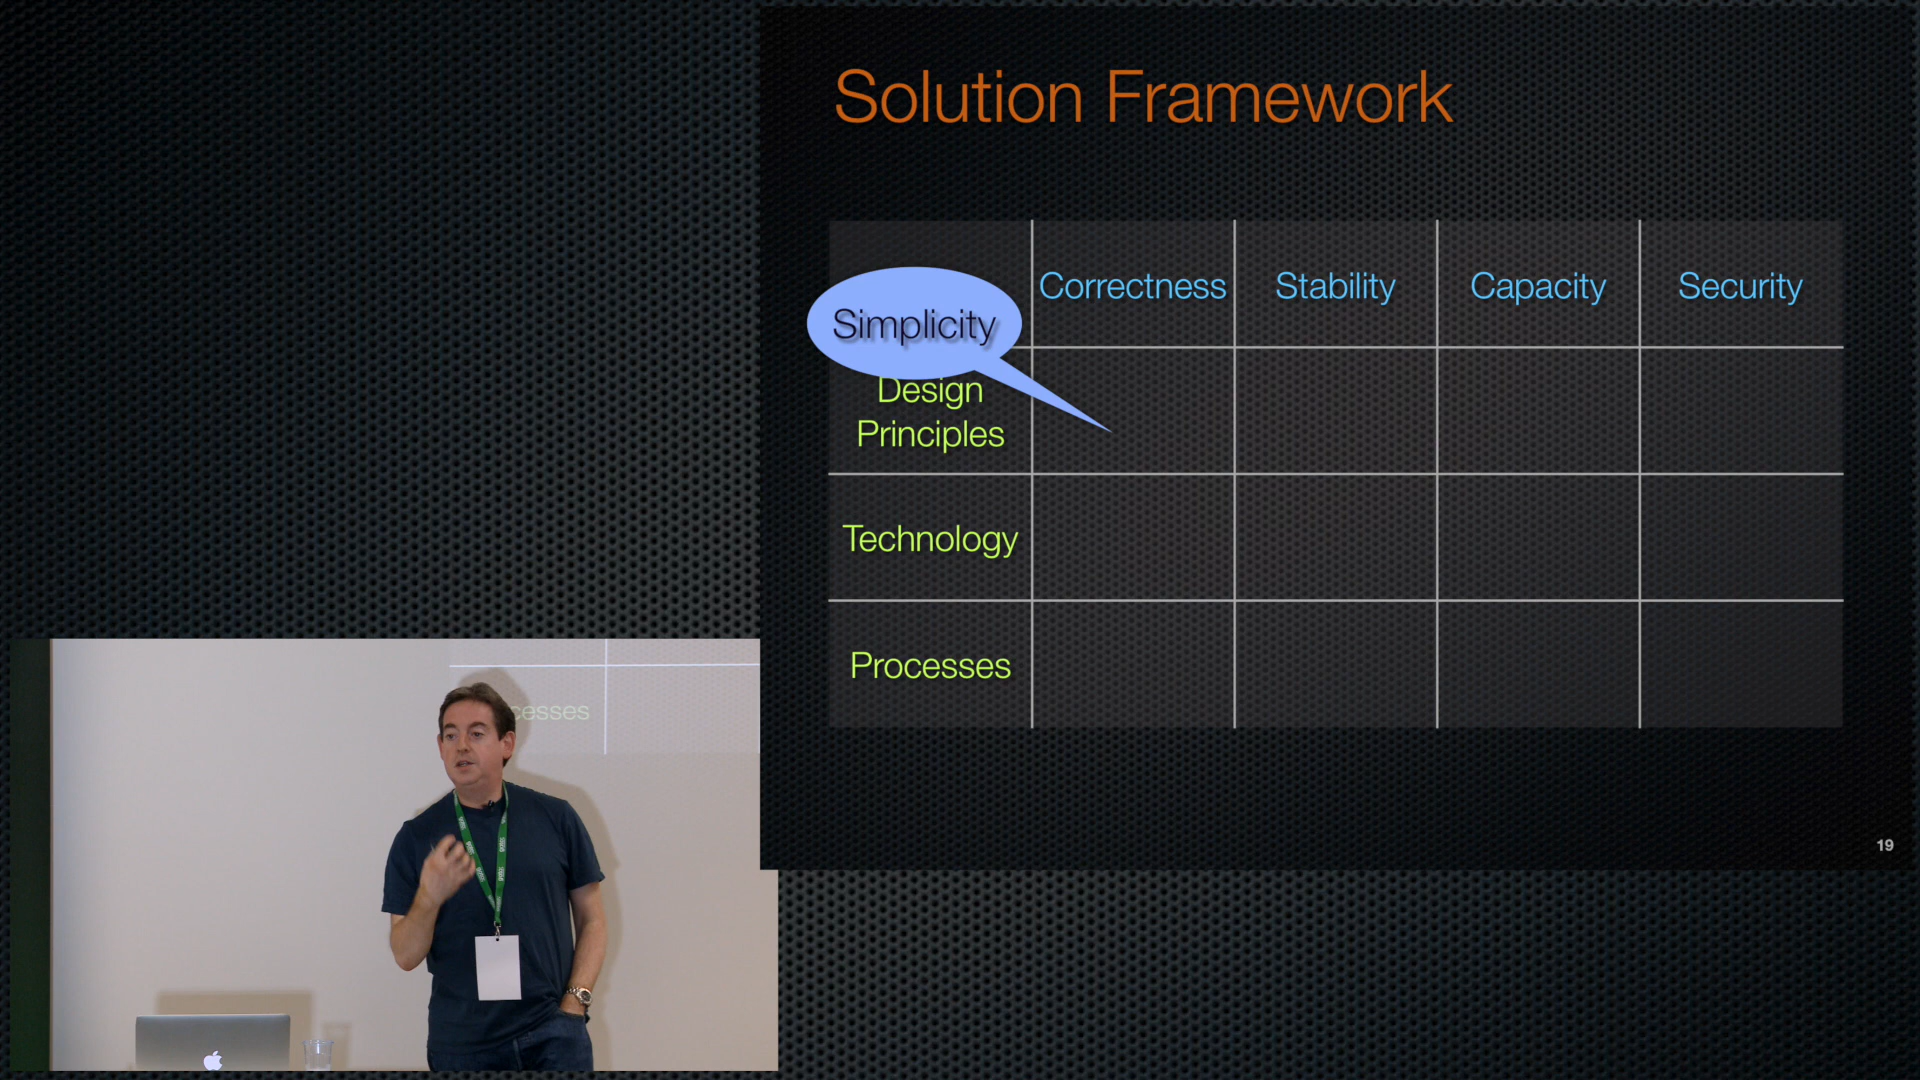 Solution Framework
Correctness
Stability
Capacity
Security
Simplicity
Design
Principles
Technology
Processes
19
cesses